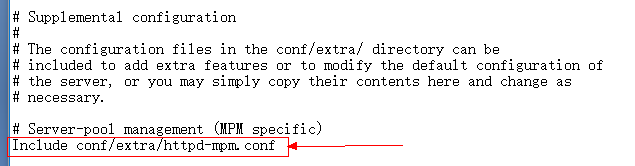 # Supplemental configuration
#
# The configuration files in the conf/extra/ directory can be
# included to add extra features or to modify the default configuration of
# the server, or you may simply copy their contents here and change as
# necessary.
# Server-pool management (MPM specific)
Include conf/extra/httpd-mpm.conf